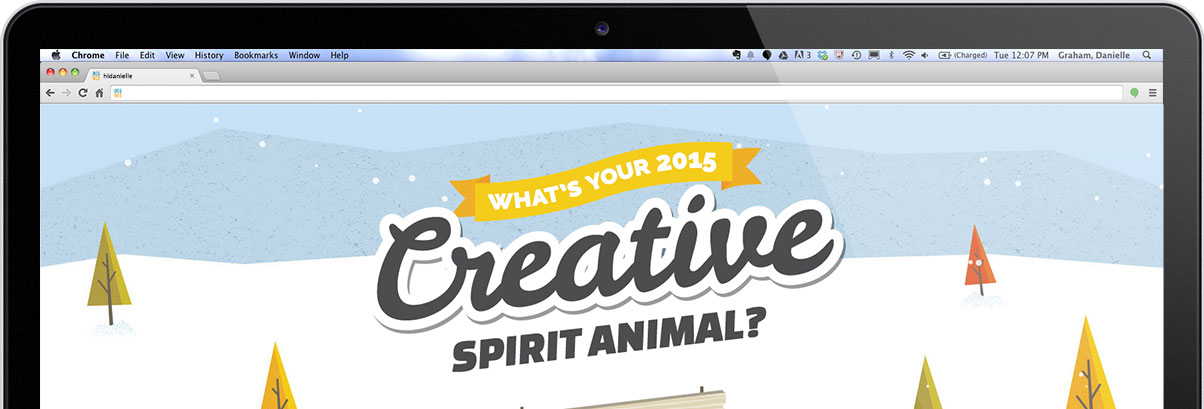 Chrome File Edit View History Bookmarks Window Help 3 (Charged) Tue 12:07 PM Graham, Danielle
hidanielle
WHAT'S YOUR 2015
Creative
SPIRIT ANIMAL?